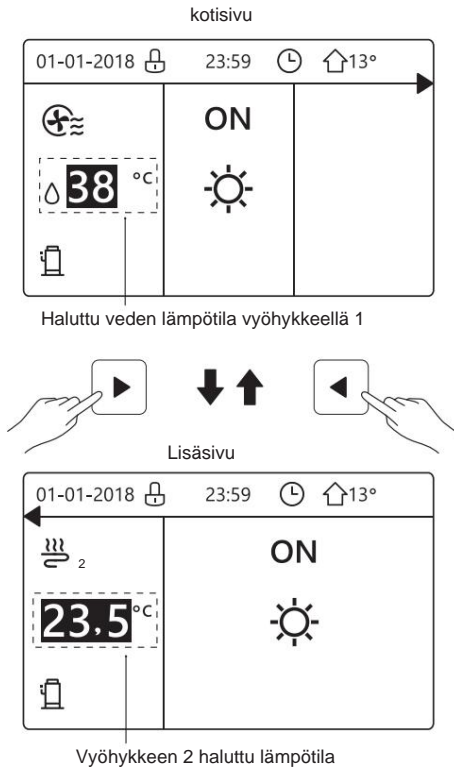 kotisivu
01-01-2018 23:59 13°
ON
38 °C
Haluttu veden lämpötila vyöhykkeellä 1
Lisäsivu
01-01-2018 23:59 13°
2 ON
23,5 °C
Vyöhykkeen 2 haluttu lämpötila